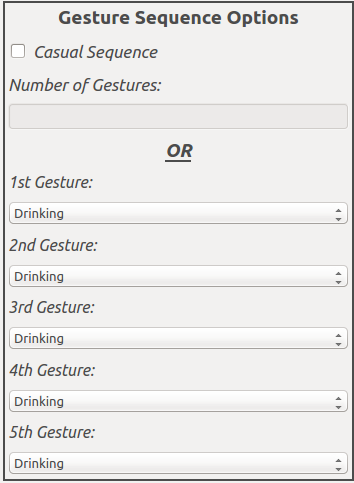 Gesture Sequence Options
Casual Sequence
Number of Gestures:
OR
1st Gesture:
Drinking
2nd Gesture:
Drinking
3rd Gesture:
Drinking
4th Gesture:
Drinking
5th Gesture:
Drinking